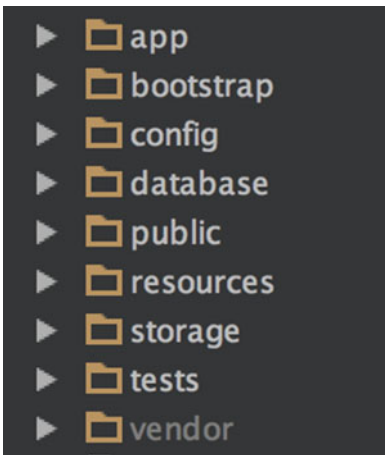 app
bootstrap
config
database
public
resources
storage
tests
vendor